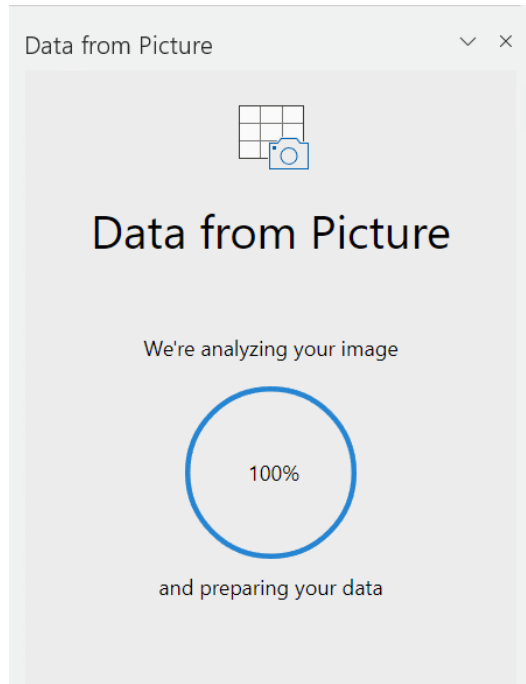 Data from Picture
Data from Picture
We're analyzing your image
100%
and preparing your data